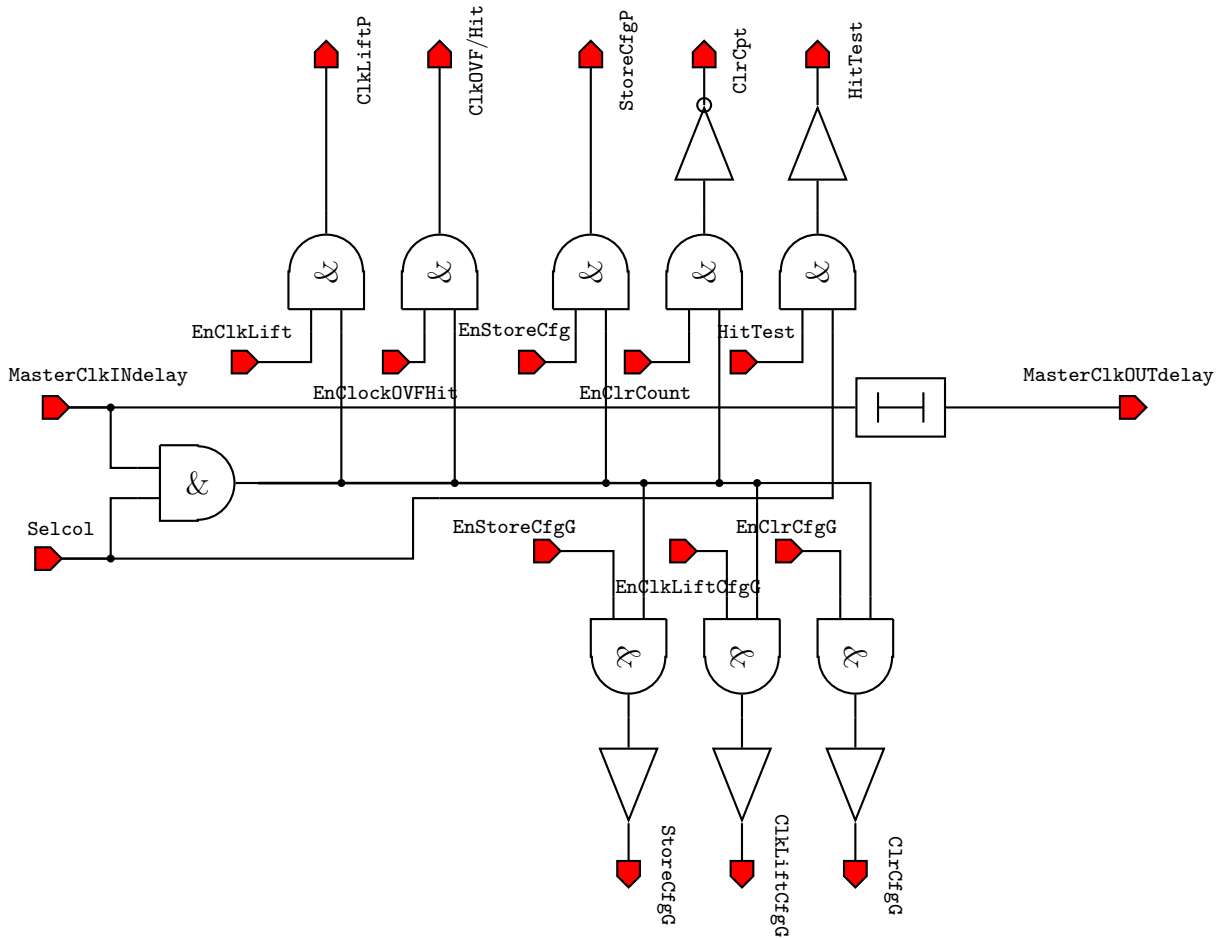 ClkLiftP
ClkOVF/Hit
StoreCfgP
ClrCpt
HitTest
&
&
&
&
&
EnClkLift
EnStoreCfg
HitTest
MasterClkINdelay
MasterClkOUTdelay
EnClockOVFHit
EnClrCount
&
Selcol
EnStoreCfgG
EnClrCfgG
EnClkLiftCfgG
&
&
&
StoreCfgG
ClkLiftCfgG
ClrCfgG